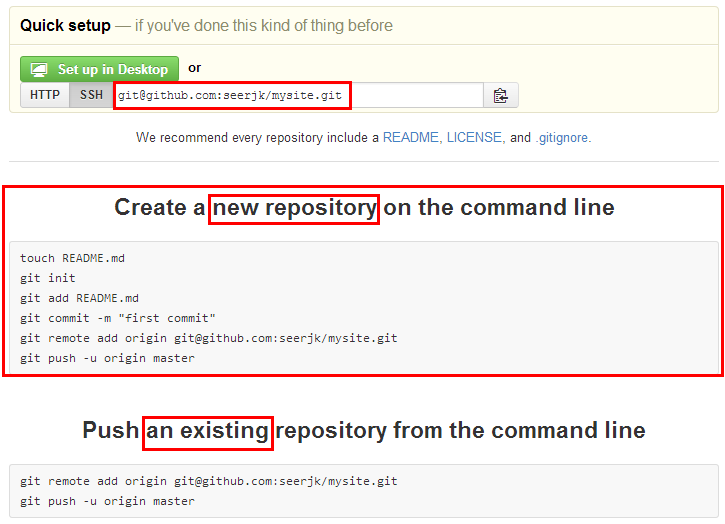 Quick setup — if you've done this kind of thing before
Set up in Desktop or
HTTP SSH git@github.com:seerjk/mysite.git
We recommend every repository include a README, LICENSE, and .gitignore.
Create a new repository on the command line
touch README.md
git init
git add README.md
git commit -m "first commit"
git remote add origin git@github.com:seerjk/mysite.git
git push -u origin master
Push an existing repository from the command line
git remote add origin git@github.com:seerjk/mysite.git
git push -u origin master